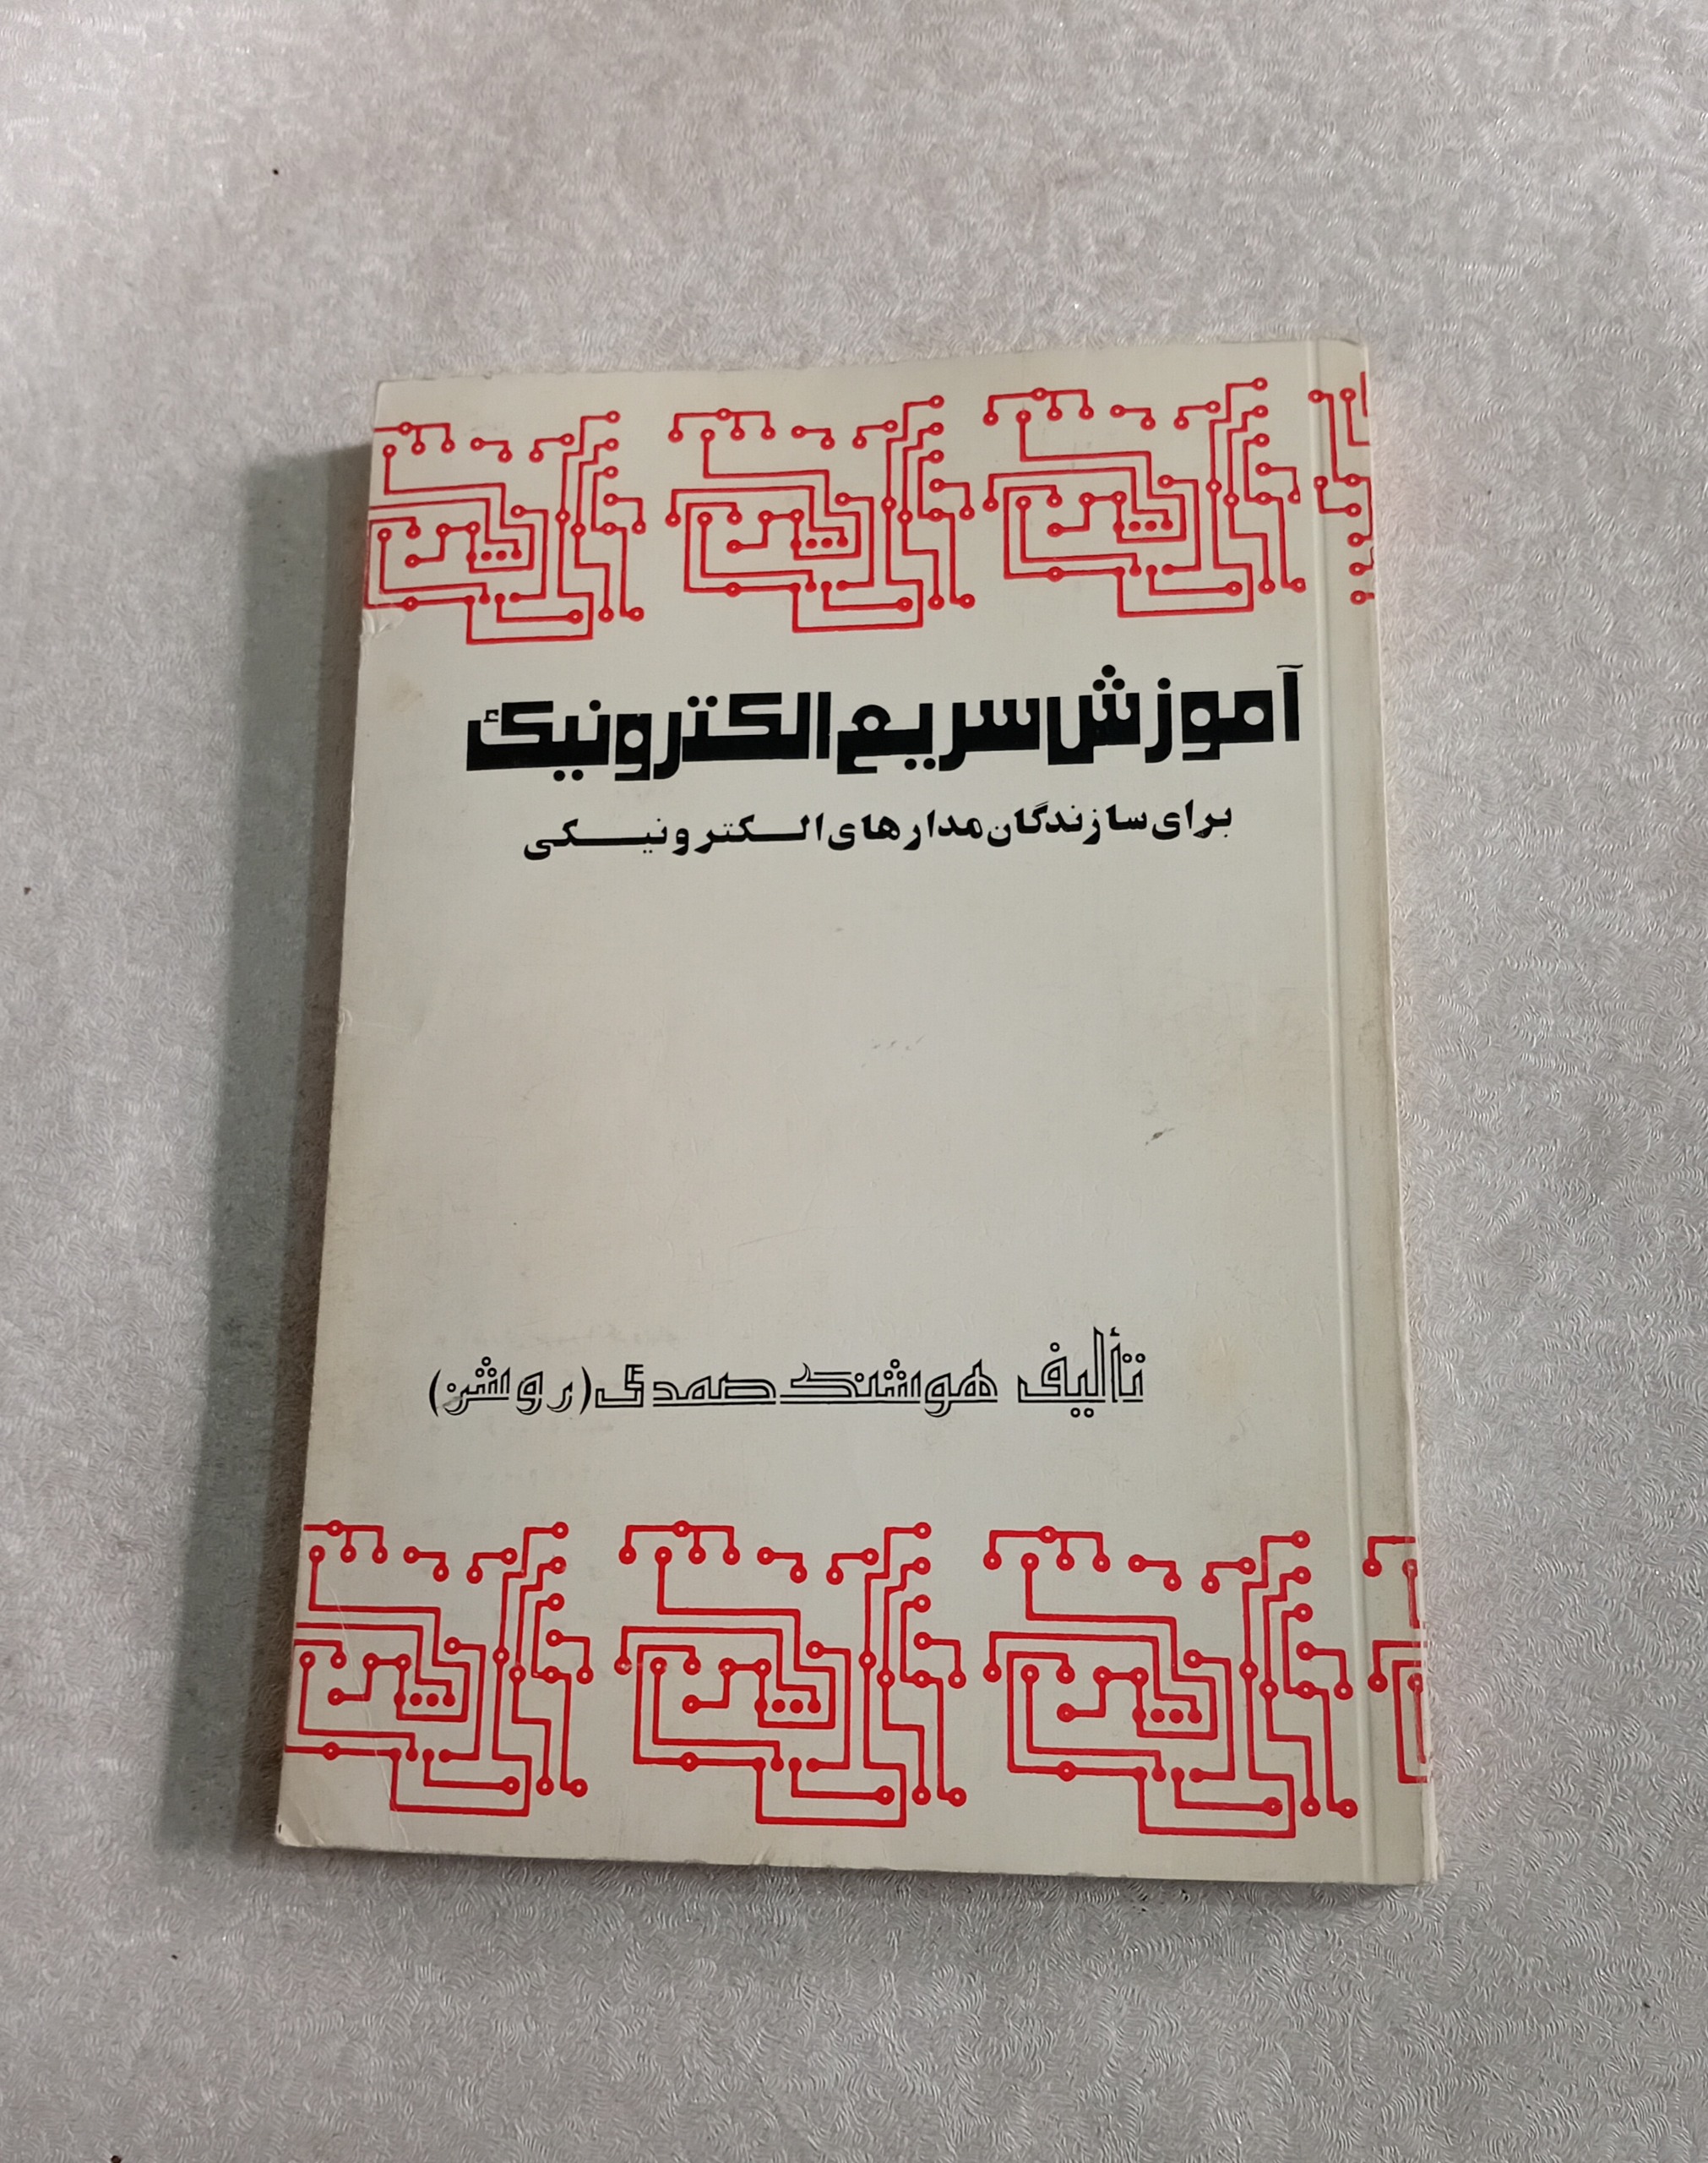 آموزش سریع الکترونیک
برای سازندگان مدارهای الکترونیکی
تألیف هوشنگ صمدی (روشن)